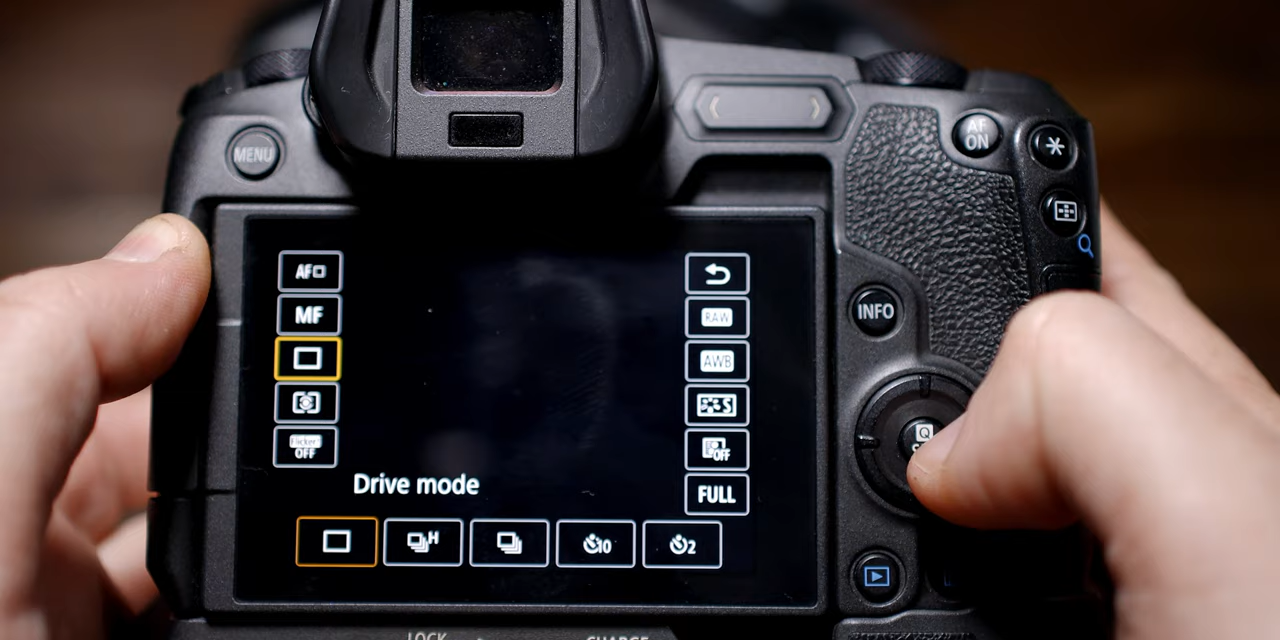 MENU
AF
ON
INFO
Q
AF
MF
Flicker
OFF
RAW
AWB
S
OFF
FULL
Drive mode
H
10
2
LOCK
CHARGE